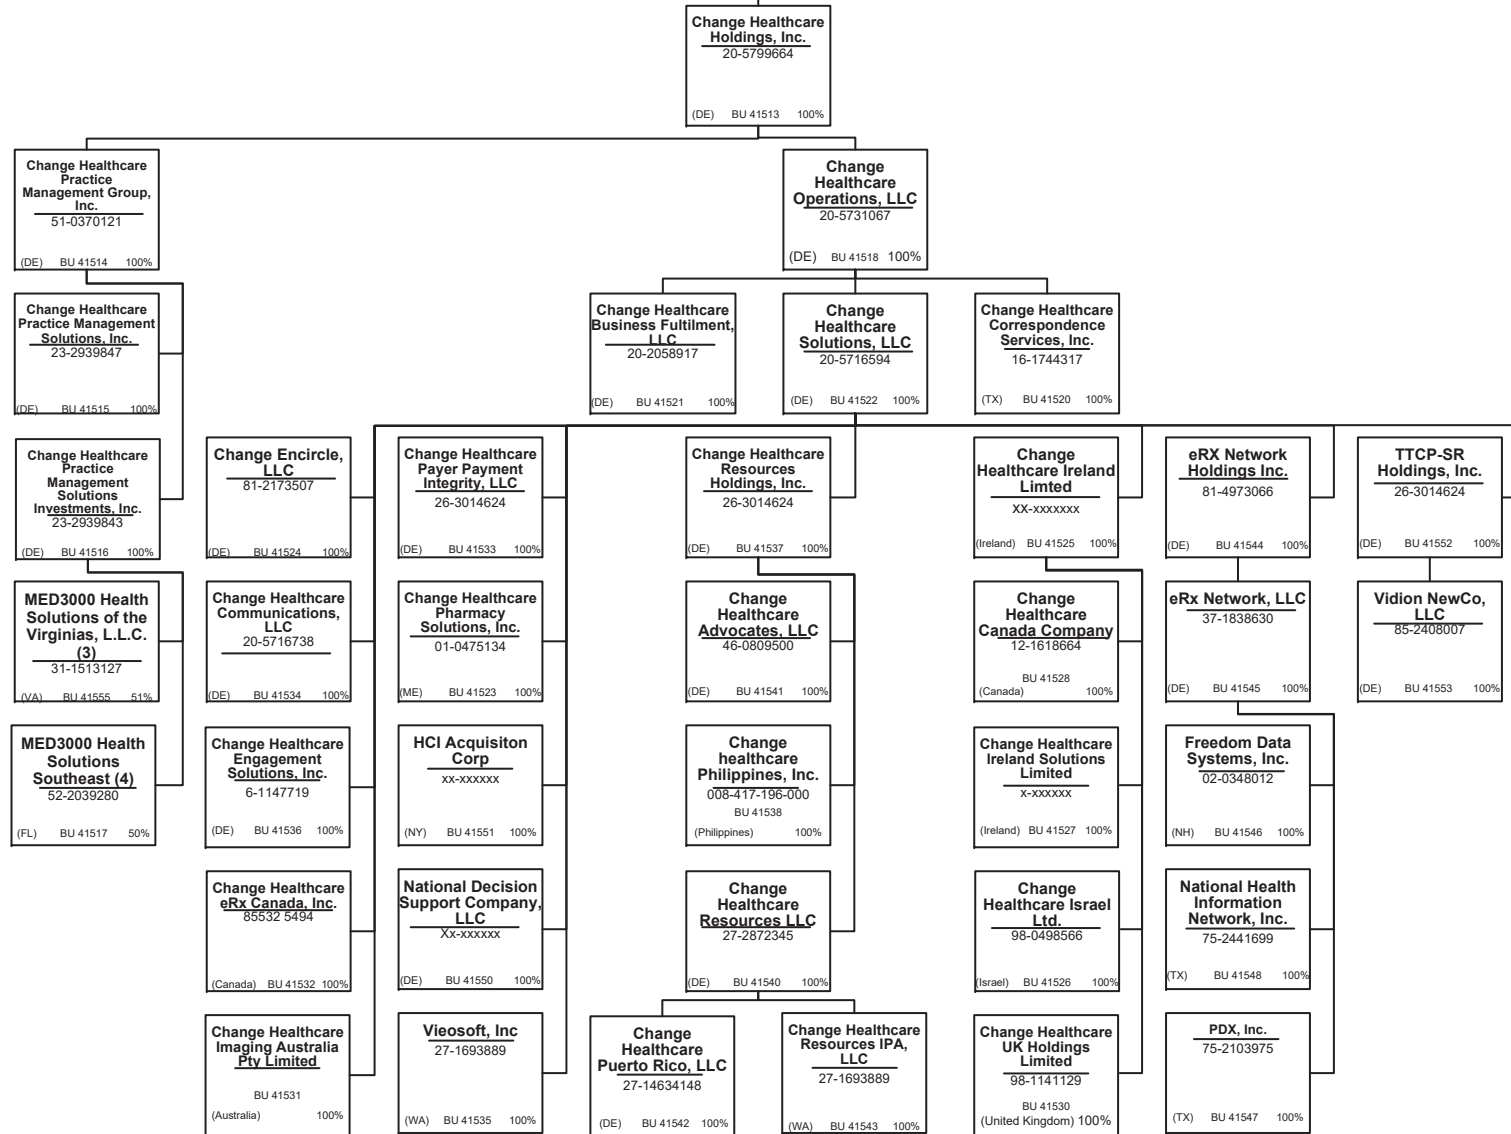 Change Healthcare
Holdings, Inc.
20-5799664
(DE) BU 41513 100%
Change Healthcare
Practice
Management Group,
Inc.
51-0370121
(DE) BU 41514 100%
Change
Healthcare
Operations, LLC
20-5731067
(DE) BU 41518 100%
Change Healthcare
Practice Management
Solutions, Inc.
23-2939847
(DE) BU 41515 100%
Change Healthcare
Business Fultilment,
LLC
20-2058917
(DE) BU 41521 100%
Change
Healthcare
Solutions, LLC
20-5716594
(DE) BU 41522 100%
Change Healthcare
Correspondence
Services, Inc.
16-1744317
(TX) BU 41520 100%
Change Healthcare
Practice
Management
Solutions
Investments, Inc.
23-2939843
(DE) BU 41516 100%
Change Encircle,
LLC
81-2173507
(DE) BU 41524 100%
Change Healthcare
Payer Payment
Integrity, LLC
26-3014624
(DE) BU 41533 100%
Change Healthcare
Resources
Holdings, Inc.
26-3014624
(DE) BU 41537 100%
Change
Healthcare Ireland
Limted
XX-xxxxxxx
(Ireland) BU 41525 100%
eRX Network
Holdings Inc.
81-4973066
(DE) BU 41544 100%
TTCP-SR
Holdings, Inc.
26-3014624
(DE) BU 41552 100%
MED3000 Health
Solutions of the
Virginias, L.L.C.
(3)
31-1513127
(VA) BU 41555 51%
Change Healthcare
Communications,
LLC
20-5716738
(DE) BU 41534 100%
Change Healthcare
Pharmacy
Solutions, Inc.
01-0475134
(ME) BU 41523 100%
Change
Healthcare
Advocates, LLC
46-0809500
(DE) BU 41541 100%
Change
Healthcare
Canada Company
12-1618664
BU 41528
(Canada) 100%
eRx Network, LLC
37-1838630
(DE) BU 41545 100%
Vidion NewCo,
LLC
85-2408007
(DE) BU 41553 100%
MED3000 Health
Solutions
Southeast (4)
52-2039280
(FL) BU 41517 50%
Change Healthcare
Engagement
Solutions, Inc.
6-1147719
(DE) BU 41536 100%
HCI Acquisiton
Corp
xx-xxxxxx
(NY) BU 41551 100%
Change
healthcare
Philippines, Inc.
008-417-196-000
BU 41538
(Philippines) 100%
Change Healthcare
Ireland Solutions
Limited
x-xxxxxx
(Ireland) BU 41527 100%
Freedom Data
Systems, Inc.
02-0348012
(NH) BU 41546 100%
Change Healthcare
eRx Canada, Inc.
85532 5494
(Canada) BU 41532 100%
National Decision
Support Company,
LLC
Xx-xxxxxx
(DE) BU 41550 100%
Change
Healthcare
Resources LLC
27-2872345
(DE) BU 41540 100%
Change
Healthcare Israel
Ltd.
98-0498566
(Israel) BU 41526 100%
National Health
Information
Network, Inc.
75-2441699
(TX) BU 41548 100%
Change Healthcare
Imaging Australia
Pty Limited
BU 41531
(Australia) 100%
Vieosoft, Inc
27-1693889
(WA) BU 41535 100%
Change
Healthcare
Puerto Rico, LLC
27-14634148
(DE) BU 41542 100%
Change Healthcare
Resources IPA,
LLC
27-1693889
(WA) BU 41543 100%
Change Healthcare
UK Holdings
Limited
98-1141129
BU 41530
(United Kingdom) 100%
PDX, Inc.
75-2103975
(TX) BU 41547 100%